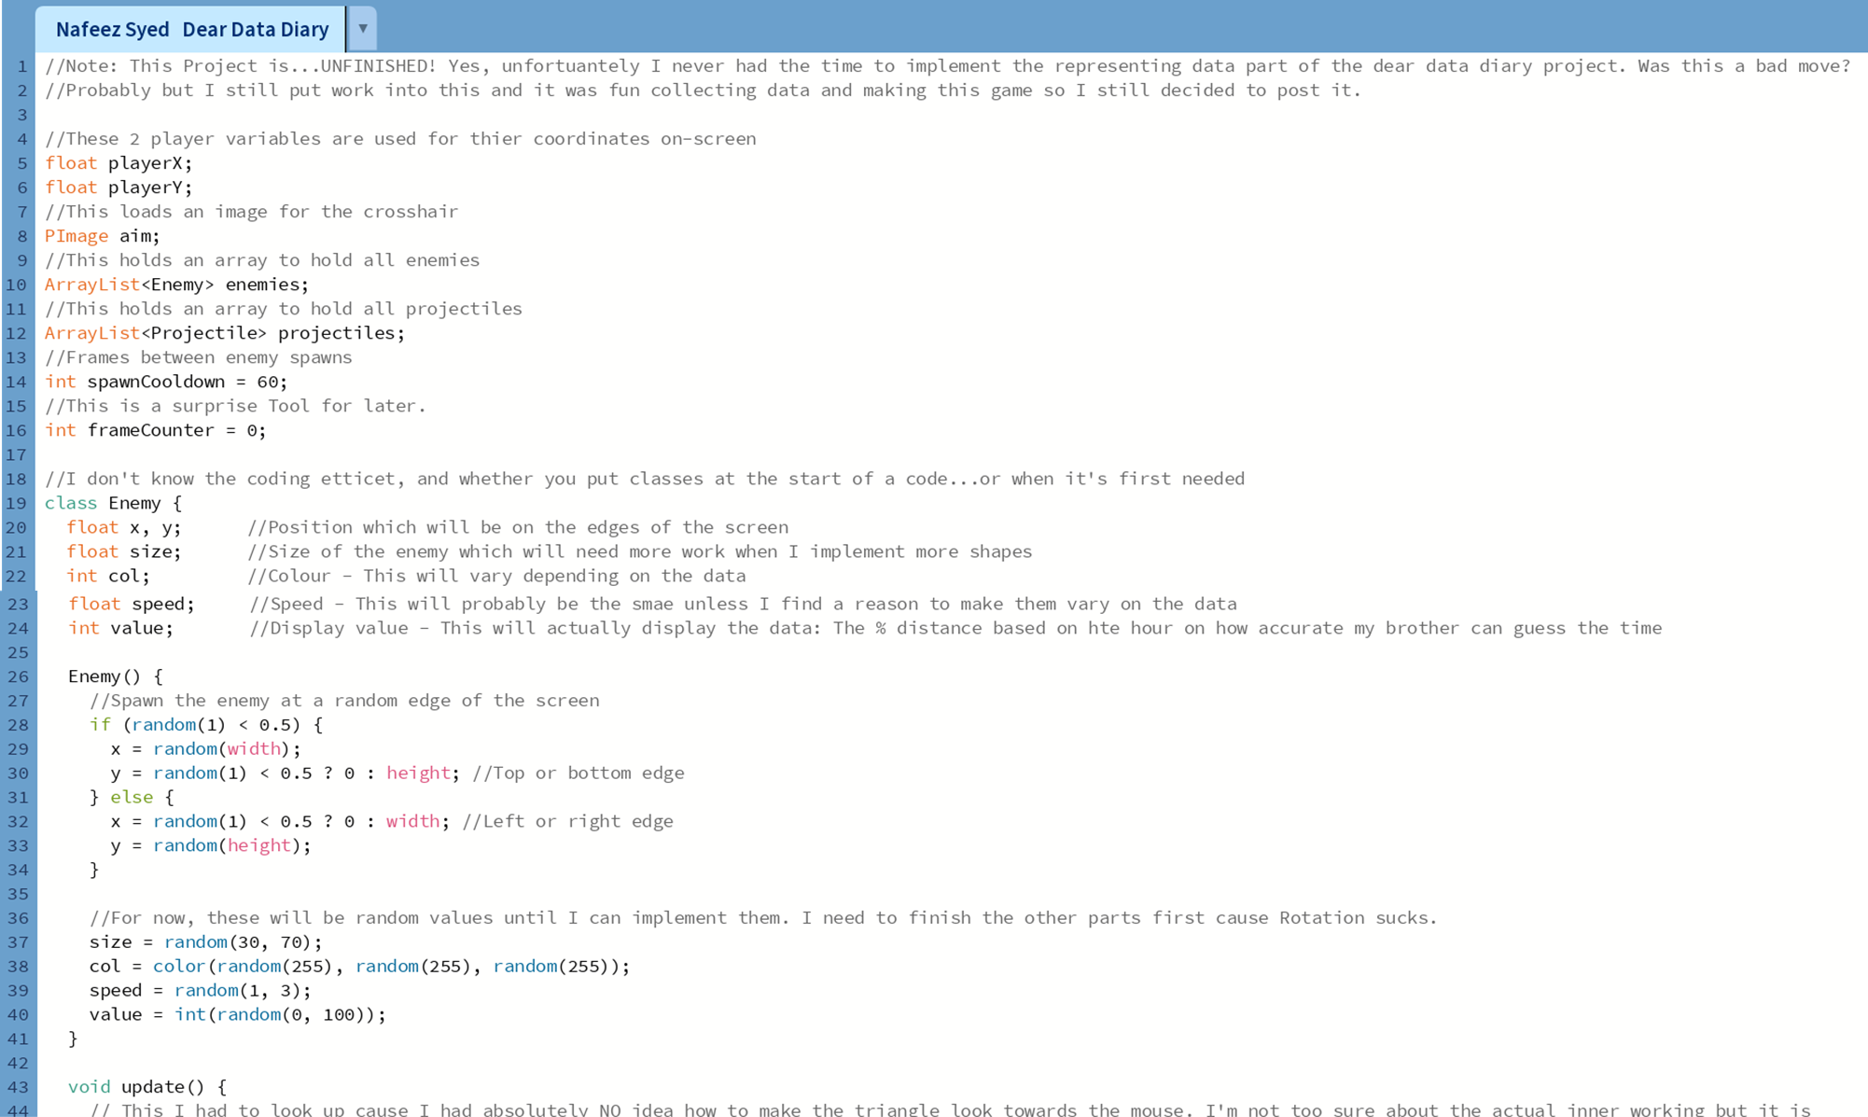 Nafeez Syed  Dear Data Diary ▼
1 //Note: This Project is...UNFINISHED! Yes, unfortuantely I never had the time to implement the representing data part of the dear data diary project. Was this a bad move?
2 //Probably but I still put work into this and it was fun collecting data and making this game so I still decided to post it.
3
4 //These 2 player variables are used for thier coordinates on-screen
5 float playerX;
6 float playerY;
7 //This loads an image for the crosshair
8 PImage aim;
9 //This holds an array to hold all enemies
10 ArrayList<Enemy> enemies;
11 //This holds an array to hold all projectiles
12 ArrayList<Projectile> projectiles;
13 //Frames between enemy spawns
14 int spawnCooldown = 60;
15 //This is a surprise Tool for later.
16 int frameCounter = 0;
17
18 //I don't know the coding etticet, and whether you put classes at the start of a code...or when it's first needed
19 class Enemy {
20   float x, y;      //Position which will be on the edges of the screen
21   float size;      //Size of the enemy which will need more work when I implement more shapes
22   int col;         //Colour - This will vary depending on the data
23   float speed;     //Speed - This will probably be the smae unless I find a reason to make them vary on the data
24   int value;       //Display value - This will actually display the data: The % distance based on hte hour on how accurate my brother can guess the time
25
26   Enemy() {
27     //Spawn the enemy at a random edge of the screen
28     if (random(1) < 0.5) {
29       x = random(width);
30       y = random(1) < 0.5 ? 0 : height; //Top or bottom edge
31     } else {
32       x = random(1) < 0.5 ? 0 : width; //Left or right edge
33       y = random(height);
34     }
35
36     //For now, these will be random values until I can implement them. I need to finish the other parts first cause Rotation sucks.
37     size = random(30, 70);
38     col = color(random(255), random(255), random(255));
39     speed = random(1, 3);
40     value = int(random(0, 100));
41   }
42
43   void update() {
44     // This I had to look up cause I had absolutely NO idea how to make the triangle look towards the mouse. I'm not too sure about the actual inner working but it is